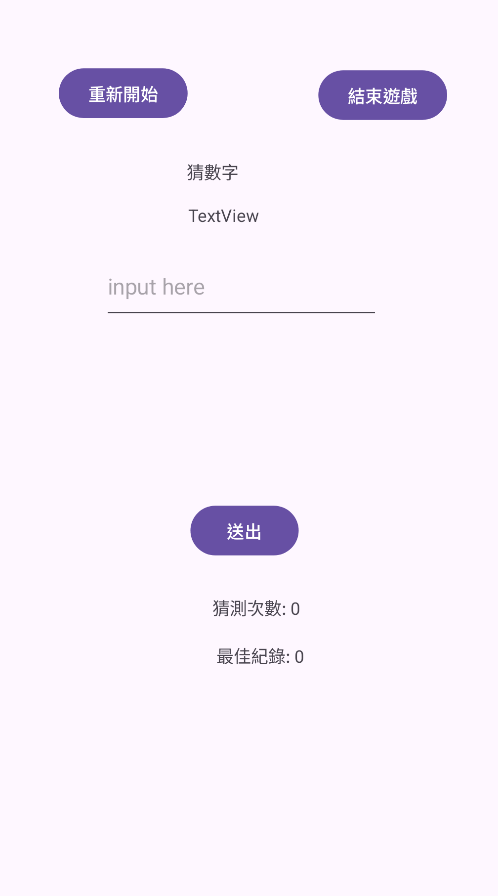 重新開始
結束遊戲
猜數字
TextView
input here
送出
猜測次數: 0
最佳紀錄: 0